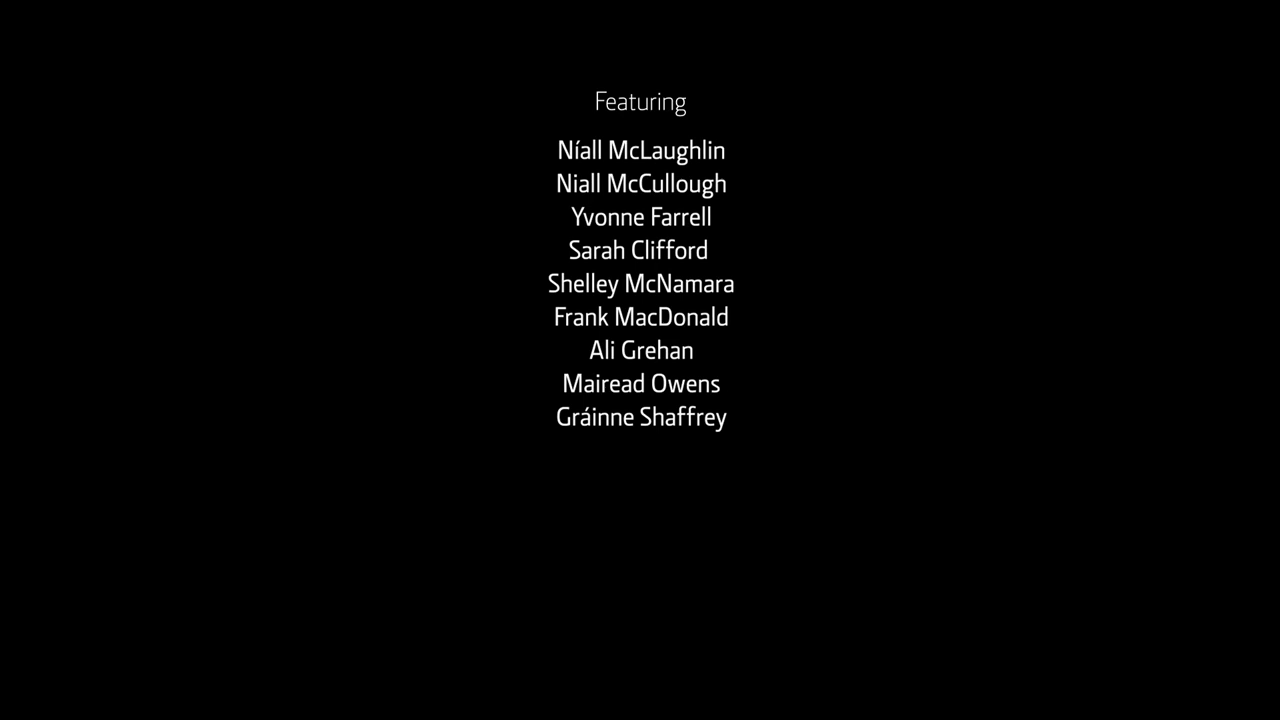 Featuring
Níall McLaughlin
Niall McCullough
Yvonne Farrell
Sarah Clifford
Shelley McNamara
Frank MacDonald
Ali Grehan
Mairead Owens
Gráinne Shaffrey